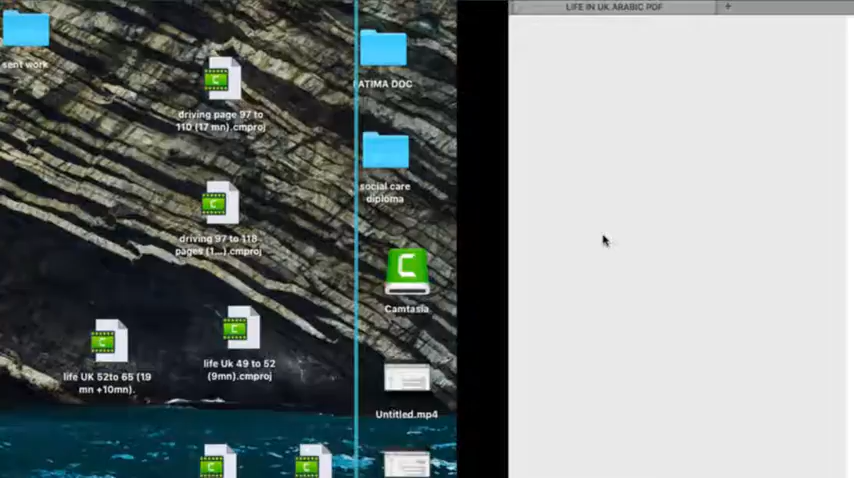 LIFE IN UK ARABIC PDF
sent work
ATIMA DOC
driving page 97 to
110 (17 mn).cmproj
social care
diploma
driving 97 to 118
pages (1...).cmproj
Camtasia
life UK 52to 65 (19
mn +10mn).
life Uk 49 to 52
(9mn).cmproj
Untitled.mp4